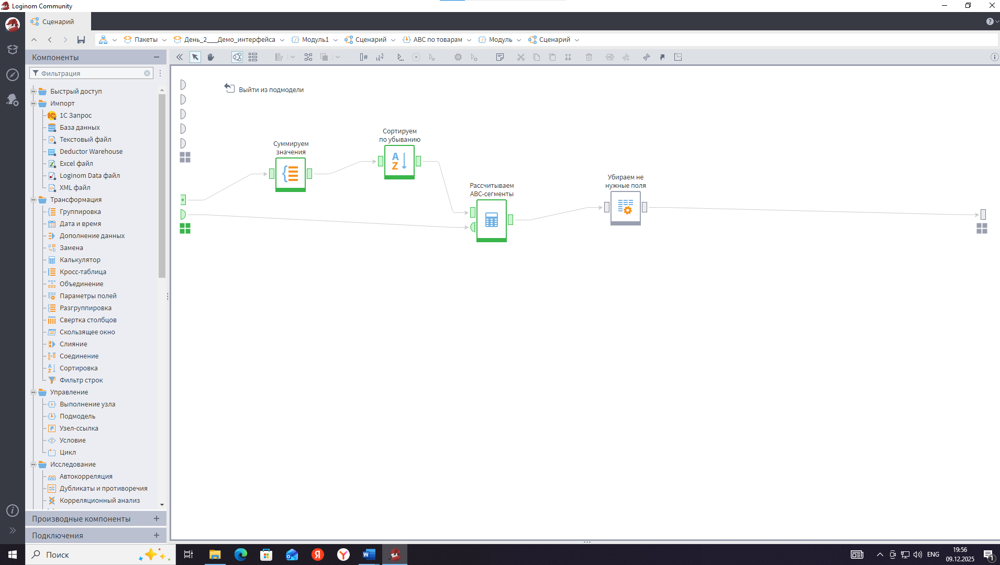 Loginom Community
Сценарий
Пакеты
День_2___Демо_интерфейса
Модуль1
Сценарий
АВС по товарам
Модуль
Сценарий
Компоненты
Фильтрация
Быстрый доступ
Импорт
1С Запрос
База данных
Текстовый файл
Deductor Warehouse
Excel файл
Loginom Data файл
XML файл
Трансформация
Группировка
Дата и время
Дополнение данных
Замена
Калькулятор
Кросс-таблица
Объединение
Параметры полей
Разгруппировка
Свертка столбцов
Скользящее окно
Слияние
Соединение
Сортировка
Фильтр строк
Управление
Выполнение узла
Подмодель
Узел-ссылка
Условие
Цикл
Исследование
Автокорреляция
Дубликаты и противоречия
Корреляционный анализ
Производные компоненты
Подключения
Выйти из подмодели
Суммируем
значения
Сортируем
по убыванию
Рассчитываем
АВС-сегменты
Убираем не
нужные поля
Поиск
ENG
19:56
09.12.2025
1